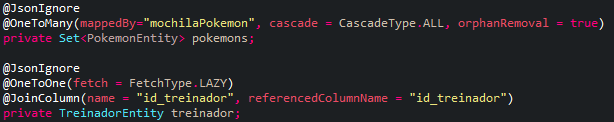 @JsonIgnore
@OneToMany(mappedBy="mochilaPokemon", cascade = CascadeType.ALL, orphanRemoval = true)
private Set<PokemonEntity> pokemons;
@JsonIgnore
@OneToOne(fetch = FetchType.LAZY)
@JoinColumn(name = "id_treinador", referencedColumnName = "id_treinador")
private TreinadorEntity treinador;